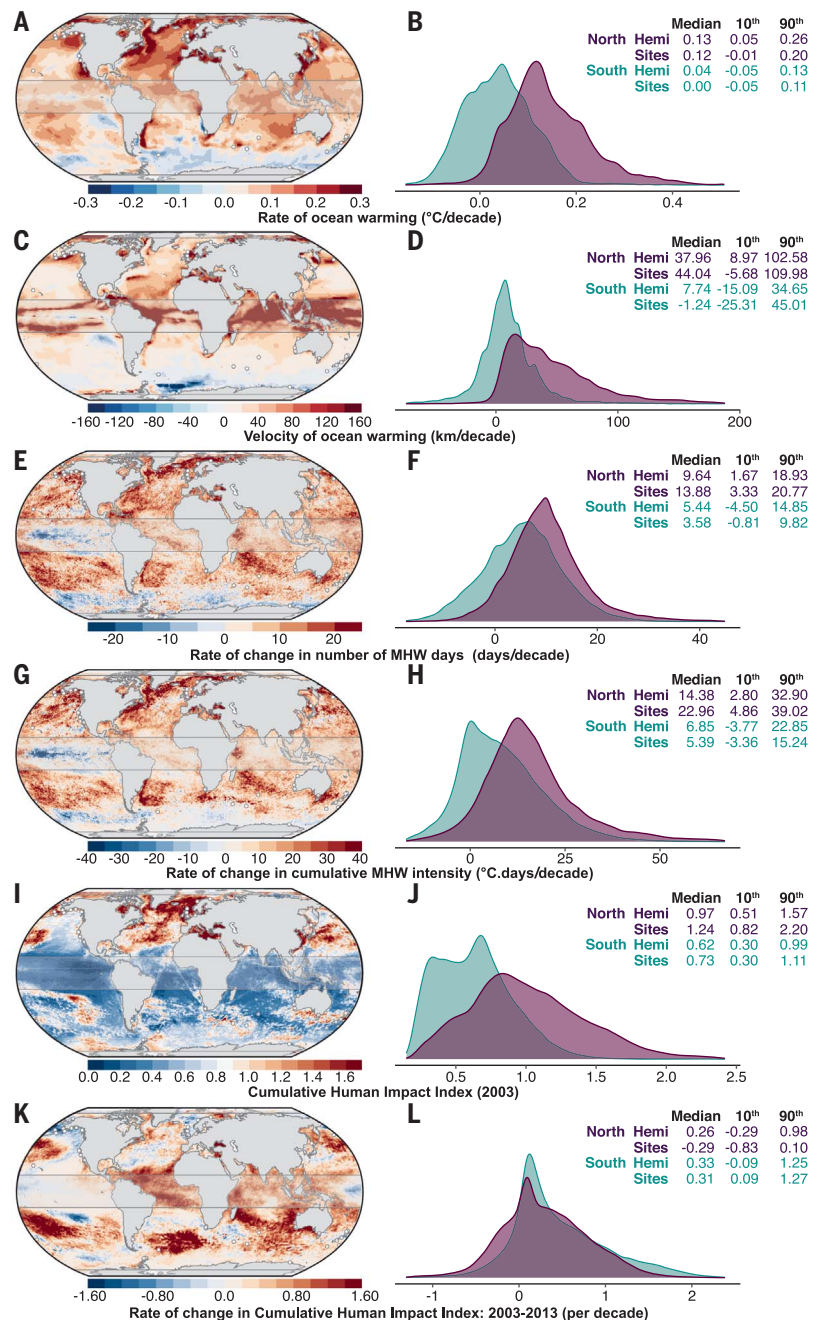 A
-0.3 -0.2 -0.1 0.0 0.1 0.2 0.3
Rate of ocean warming (°C/decade)
B
Median 10th 90th
North Hemi 0.13 0.05 0.26
Sites 0.12 -0.01 0.20
South Hemi 0.04 -0.05 0.13
Sites 0.00 -0.05 0.11
0.0 0.2 0.4
C
-160 -120 -80 -40 0 40 80 120 160
Velocity of ocean warming (km/decade)
D
Median 10th 90th
North Hemi 37.96 8.97 102.58
Sites 44.04 -5.68 109.98
South Hemi 7.74 -15.09 34.65
Sites -1.24 -25.31 45.01
0 100 200
E
-20 -10 0 10 20
Rate of change in number of MHW days (days/decade)
F
Median 10th 90th
North Hemi 9.64 1.67 18.93
Sites 13.88 3.33 20.77
South Hemi 5.44 -4.50 14.85
Sites 3.58 -0.81 9.82
0 20 40
G
-40 -30 -20 -10 0 10 20 30 40
Rate of change in cumulative MHW intensity (°C.days/decade)
H
Median 10th 90th
North Hemi 14.38 2.80 32.90
Sites 22.96 4.86 39.02
South Hemi 6.85 -3.77 22.85
Sites 5.39 -3.36 15.24
0 25 50
I
0.0 0.2 0.4 0.6 0.8 0.9 1.2 1.4 1.6
Cumulative Human Impact Index (2003)
J
Median 10th 90th
North Hemi 0.97 0.51 1.57
Sites 1.24 0.82 2.20
South Hemi 0.62 0.30 0.99
Sites 0.73 0.30 1.11
0.5 1.0 1.5 2.0 2.5
K
-1.60 -0.80 0.0 0.80 1.60
Rate of change in Cumulative Human Impact Index: 2003-2013 (per decade)
L
Median 10th 90th
North Hemi 0.26 -0.29 0.98
Sites -0.29 -0.83 0.10
South Hemi 0.33 -0.09 1.25
Sites 0.31 0.09 1.27
-1 0 1 2